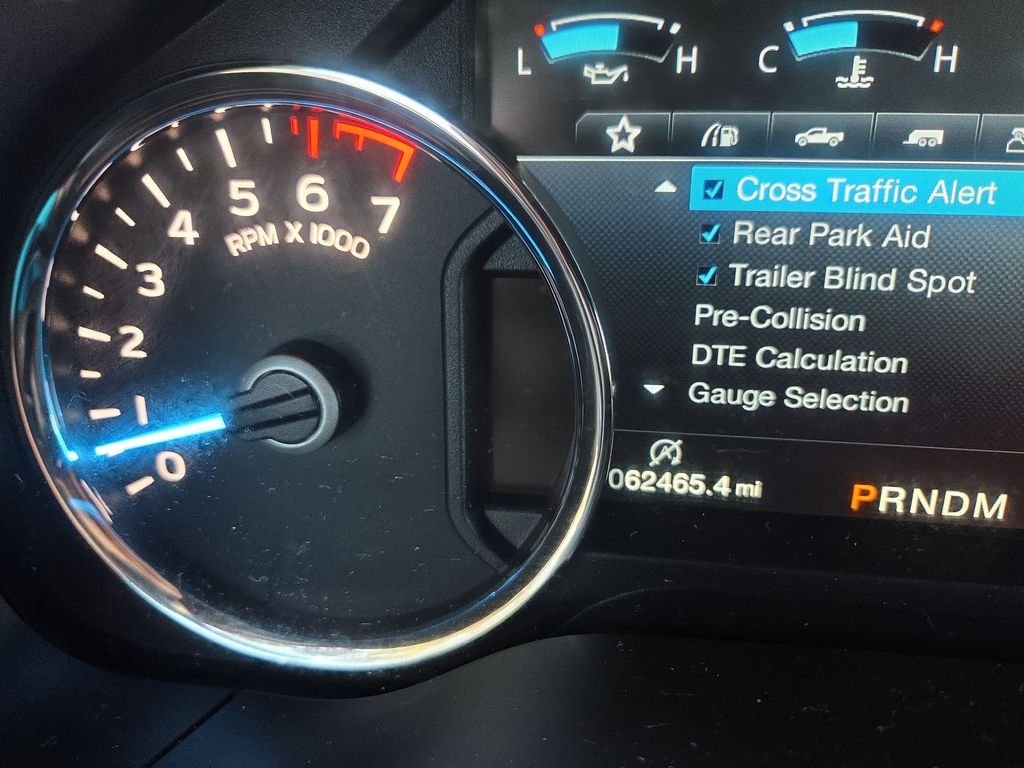 L H C H
7
6
5
4
3
2
1
0
RPM X 1000
Cross Traffic Alert
Rear Park Aid
Trailer Blind Spot
Pre-Collision
DTE Calculation
Gauge Selection
062465.4 mi
PRNDM